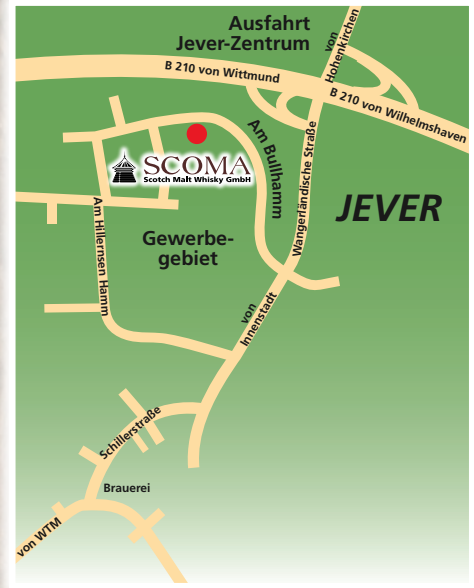 Ausfahrt
Jever-Zentrum
von
Hohenkirchen
B 210 von Wittmund
B 210 von Wilhelmshaven
Am Bullhamm
Wangerländische Straße
SCOMA
Scotch Malt Whisky GmbH
JEVER
Am Hillernsen Hamm
Gewerbe-
gebiet
von
Innenstadt
Schillerstraße
Brauerei
von WTM